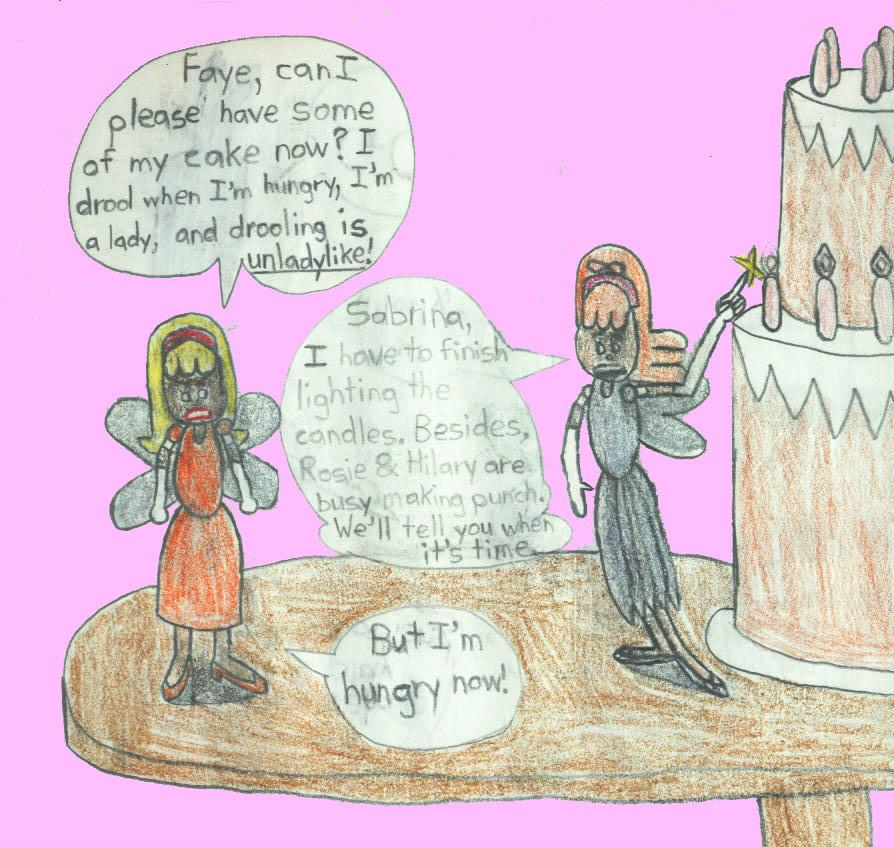 Faye, can I
please have some
of my cake now? I
drool when I'm hungry, I'm
a lady, and drooling is
unladylike!
Sabrina,
I have to finish
lighting the
candles. Besides,
Rosie & Hilary are
busy making punch.
We'll tell you when
it's time.
But I'm
hungry now!